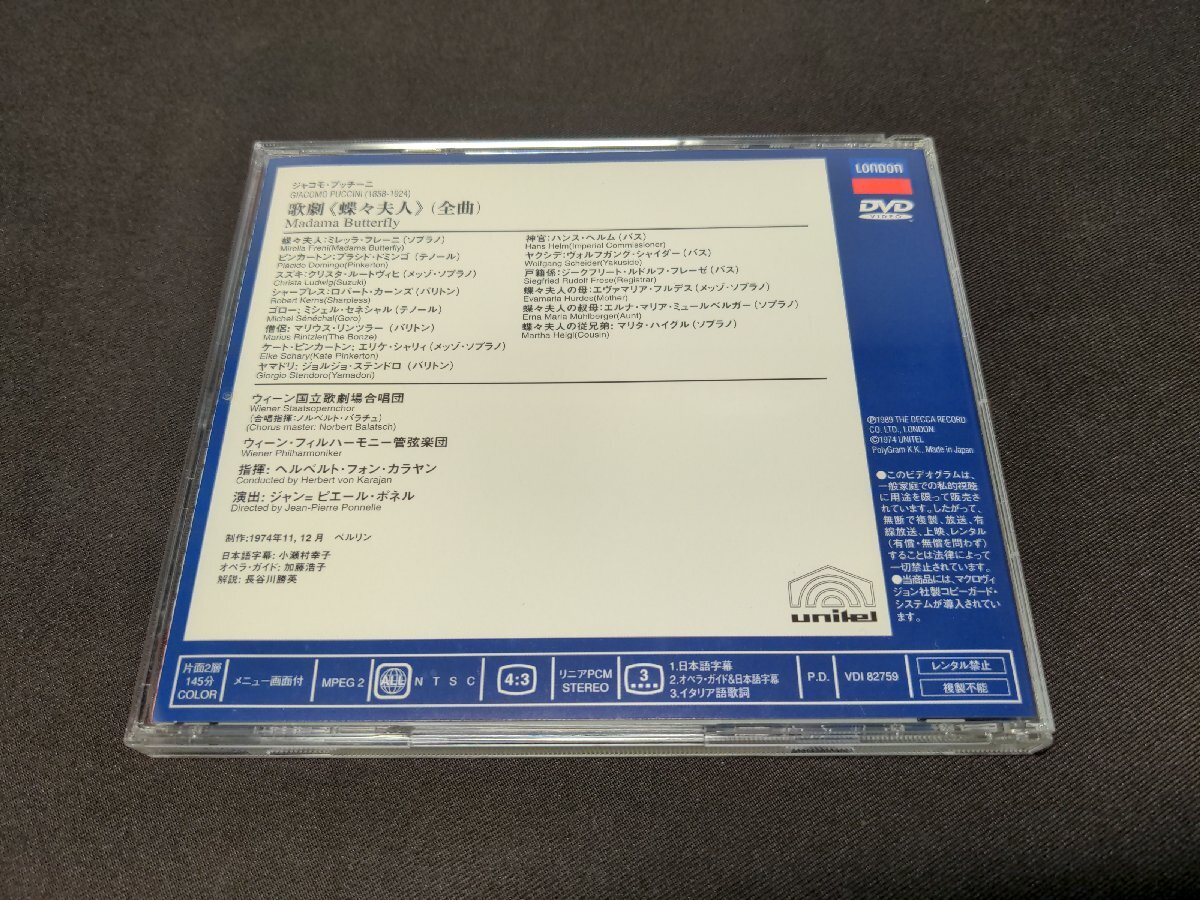 ジャコモ・プッチーニ
GIACOMO PUCCINI (1858-1924)
歌劇《蝶々夫人》(全曲)
Madama Butterfly
蝶々夫人:ミレッラ・フレーニ(ソプラノ)
Mirella Freni(Madama Butterfly)
ピンカートン:プラシド・ドミンゴ (テノール)
Placido Domingo(Pinkerton)
スズキ:クリスタ・ルートヴィヒ(メッゾ・ソプラノ)
Christa Ludwig(Suzuki)
シャープレス:ロバート・カーンズ(バリトン)
Robert Kerns(Sharpless)
ゴロー:ミシェル・セネシャル(テノール)
Michel Sénéchal(Goro)
僧侶:マリウス・リンツラー (バリトン)
Marius Rintzler(The Bonze)
ケート・ピンカートン:エリケ・シャリィ(メッゾ・ソプラノ)
Elke Schary(Kate Pinkerton)
ヤマドリ:ジョルジョ・ステンドロ (バリトン)
Giorgio Stendoro(Yamadori)
神官:ハンス・ヘルム(バス)
Hans Helm(Imperial Commissioner)
ヤクシデ:ヴォルフガング・シャイダー(バス)
Wolfgang Scheider(Yakuside)
戸籍係:ジークフリート・ルドルフ・フレーゼ(バス)
Siegfried Rudolf Frese(Registrar)
蝶々夫人の母:エヴァマリア・フルデス(メッゾ・ソプラノ)
Evamaria Hurdes(Mother)
蝶々夫人の叔母:エルナ・マリア・ミュールベルガー(ソプラノ)
Erna Maria Mühlberger(Aunt)
蝶々夫人の従兄弟:マリタ・ハイグル(ソプラノ)
Martha Heigl(Cousin)
ウィーン国立歌劇場合唱団
Wiener Staatsopernchor
(合唱指揮:ノルベルト・バラチュ)
(Chorus master: Norbert Balatsch)
ウィーン・フィルハーモニー管弦楽団
Wiener Philharmoniker
指揮:ヘルベルト・フォン・カラヤン
Conducted by Herbert von Karajan
演出:ジャン=ピエール・ポネル
Directed by Jean-Pierre Ponnelle
制作:1974年11,12月 ベルリン
日本語字幕:小瀬村幸子
オペラ・ガイド:加藤浩子
解説:長谷川勝英
unitel
LONDON
DVD
VIDEO
Ⓟ1989 THE DECCA RECORD
CO. LTD., LONDON
©1974 UNITEL
PolyGram K.K., Made in Japan
●このビデオグラムは、
一般家庭での私的視聴
に用途を限って販売さ
れています。したがって、
無断で複製、放送、有
線放送、上映、レンタル
(有償・無償を問わず)
することは法律によって
一切禁止されています。
●当商品には、マクロヴィ
ジョン社製コピーガード・
システムが導入されてい
ます。
片面2層
145分
COLOR
メニュー画面付
MPEG 2
ALL
NTSC
4:3
リニアPCM
STEREO
3
1.日本語字幕
2.オペラ・ガイド&日本語字幕
3.イタリア語歌詞
P.D.
VDI 82759
レンタル禁止
複製不能